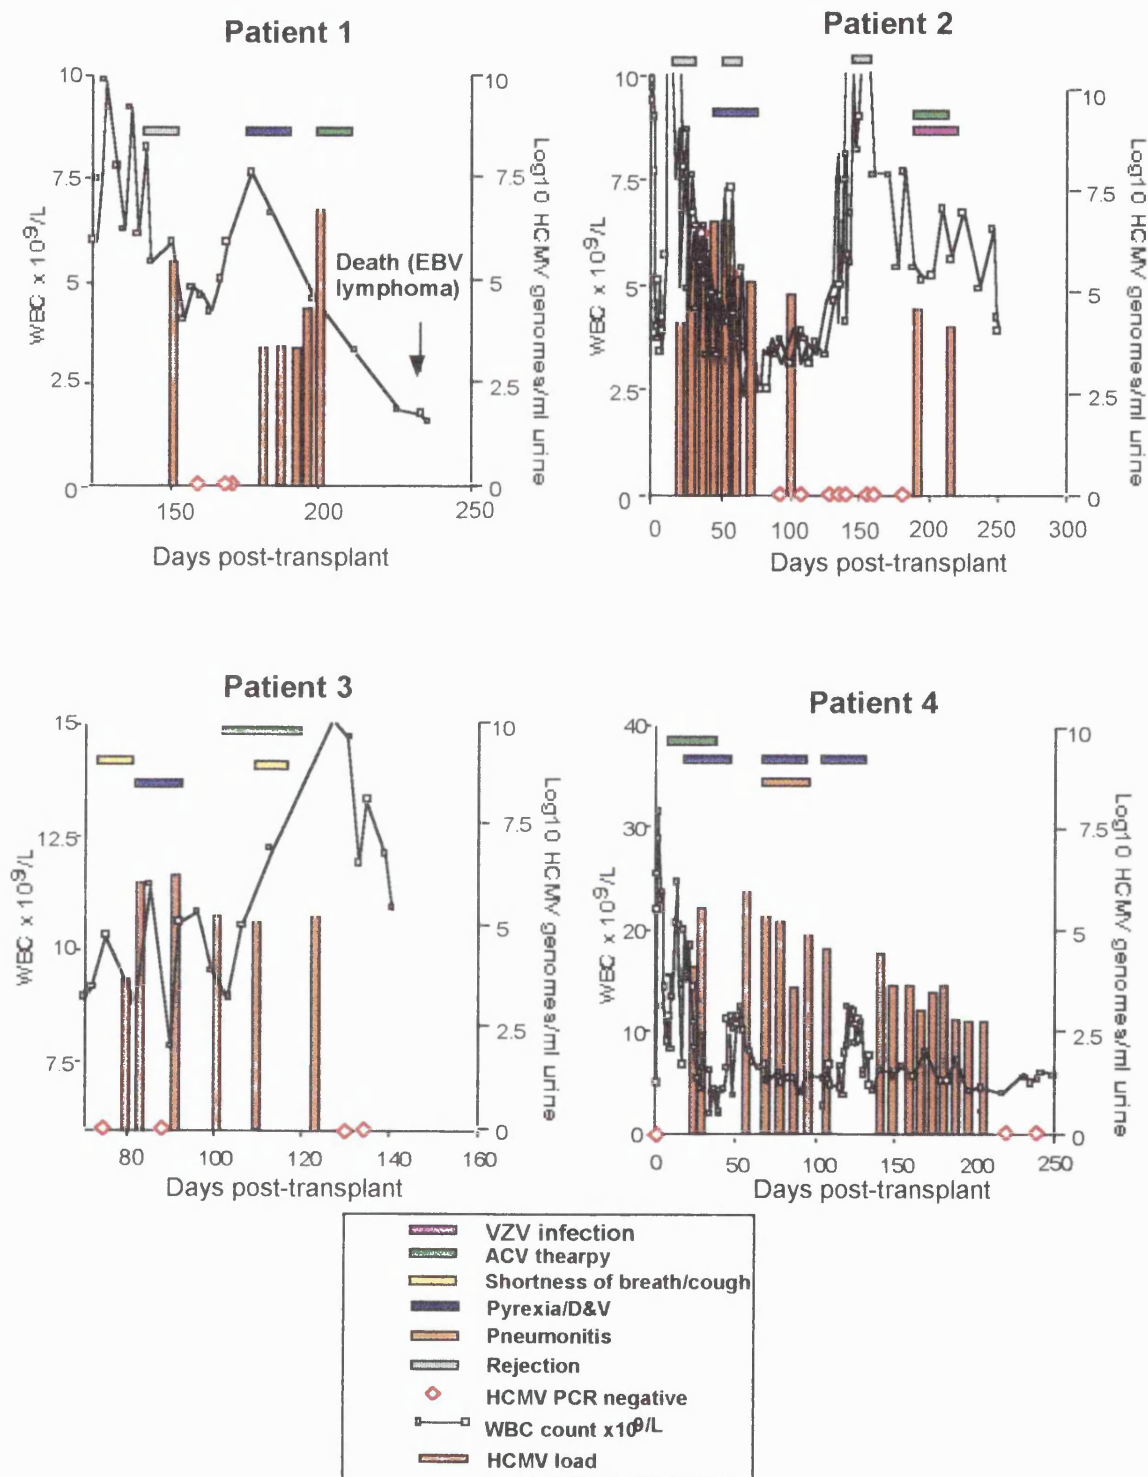 Patient 1
10
7.5
5
2.5
0
WBC x 10⁹/L
10
7.5
5
2.5
0
Log10 HCMV genomes/ml urine
Death (EBV
lymphoma)
150
200
250
Days post-transplant
Patient 2
10
7.5
5
2.5
0
WBC x 10⁹/L
10
7.5
5
2.5
0
Log10 HCMV genomes/ml urine
0
50
100
150
200
250
300
Days post-transplant
Patient 3
15
12.5
10
7.5
WBC x 10⁹/L
10
7.5
5
2.5
0
Log10 HCMV genomes/ml urine
80
100
120
140
160
Days post-transplant
Patient 4
40
30
20
10
0
WBC x 10⁹/L
10
7.5
5
2.5
0
Log10 HCMV genomes/ml urine
0
50
100
150
200
250
Days post-transplant
VZV infection
ACV thearpy
Shortness of breath/cough
Pyrexia/D&V
Pneumonitis
Rejection
HCMV PCR negative
WBC count x10⁹/L
HCMV load